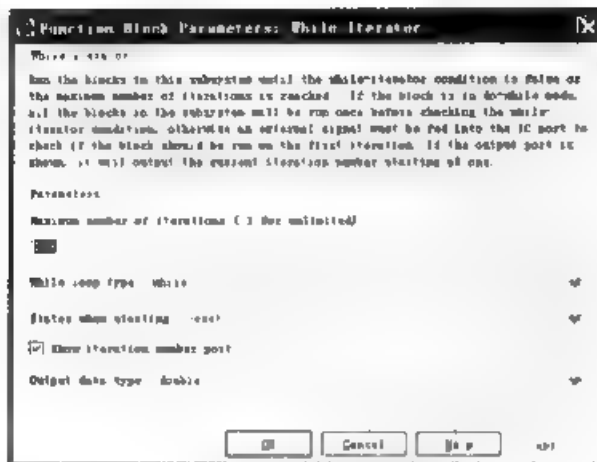 Function Block Parameters: While Iterator
While Iterator
Run the blocks in this subsystem until the while-iterator condition is false or
the maximum number of iterations is reached. If the block is in do-while mode,
all the blocks in the subsystem will be run once before checking the while-
iterator condition, otherwise an external signal must be fed into the IC port to
check if the block should be run on the first iteration. If the output port is
shown, it will output the current iteration number starting at one.
Parameters
Maximum number of iterations (-1 for unlimited)
While loop type while
States when starting reset
Show iteration number port
Output data type double
OK Cancel Help